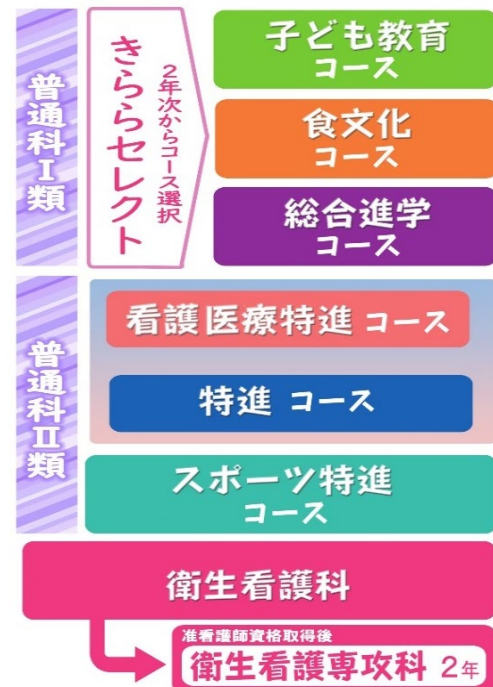 普通科Ⅰ類
きららセレクト
2年次からコース選択
子ども教育
コース
食文化
コース
総合進学
コース
普通科Ⅱ類
看護医療特進 コース
特進 コース
スポーツ特進
コース
衛生看護科
准看護師資格取得後
衛生看護専攻科 2年